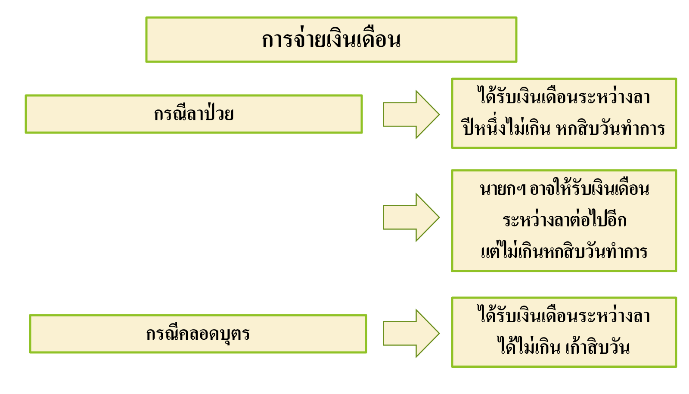 การจ่ายเงินเดือน
กรณีลาป่วย
ได้รับเงินเดือนระหว่างลา
ปีหนึ่งไม่เกิน หกสิบวันทำการ
นายกฯ อาจให้รับเงินเดือน
ระหว่างลาต่อไปอีก
แต่ไม่เกินหกสิบวันทำการ
กรณีคลอดบุตร
ได้รับเงินเดือนระหว่างลา
ได้ไม่เกิน เก้าสิบวัน